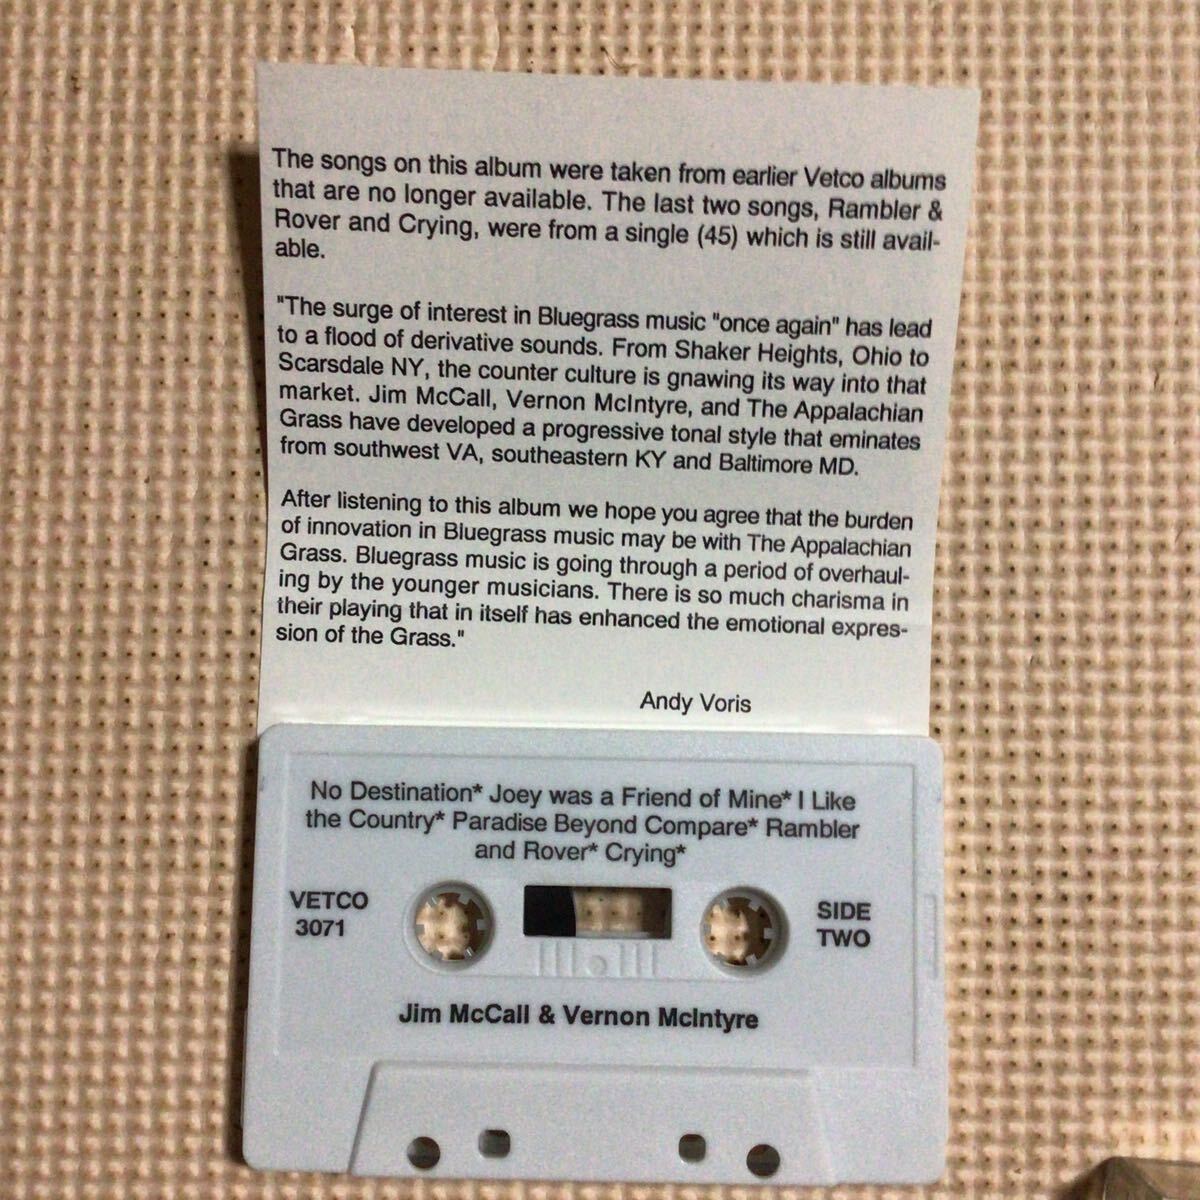 The songs on this album were taken from earlier Vetco albums
that are no longer available. The last two songs, Rambler &
Rover and Crying, were from a single (45) which is still avail-
able.
"The surge of interest in Bluegrass music "once again" has lead
to a flood of derivative sounds. From Shaker Heights, Ohio to
Scarsdale NY, the counter culture is gnawing its way into that
market. Jim McCall, Vernon McIntyre, and The Appalachian
Grass have developed a progressive tonal style that eminates
from southwest VA, southeastern KY and Baltimore MD.
After listening to this album we hope you agree that the burden
of innovation in Bluegrass music may be with The Appalachian
Grass. Bluegrass music is going through a period of overhaul-
ing by the younger musicians. There is so much charisma in
their playing that in itself has enhanced the emotional expres-
sion of the Grass."
Andy Voris
No Destination* Joey was a Friend of Mine* I Like
the Country* Paradise Beyond Compare* Rambler
and Rover* Crying*
VETCO
3071
SIDE
TWO
Jim McCall & Vernon McIntyre